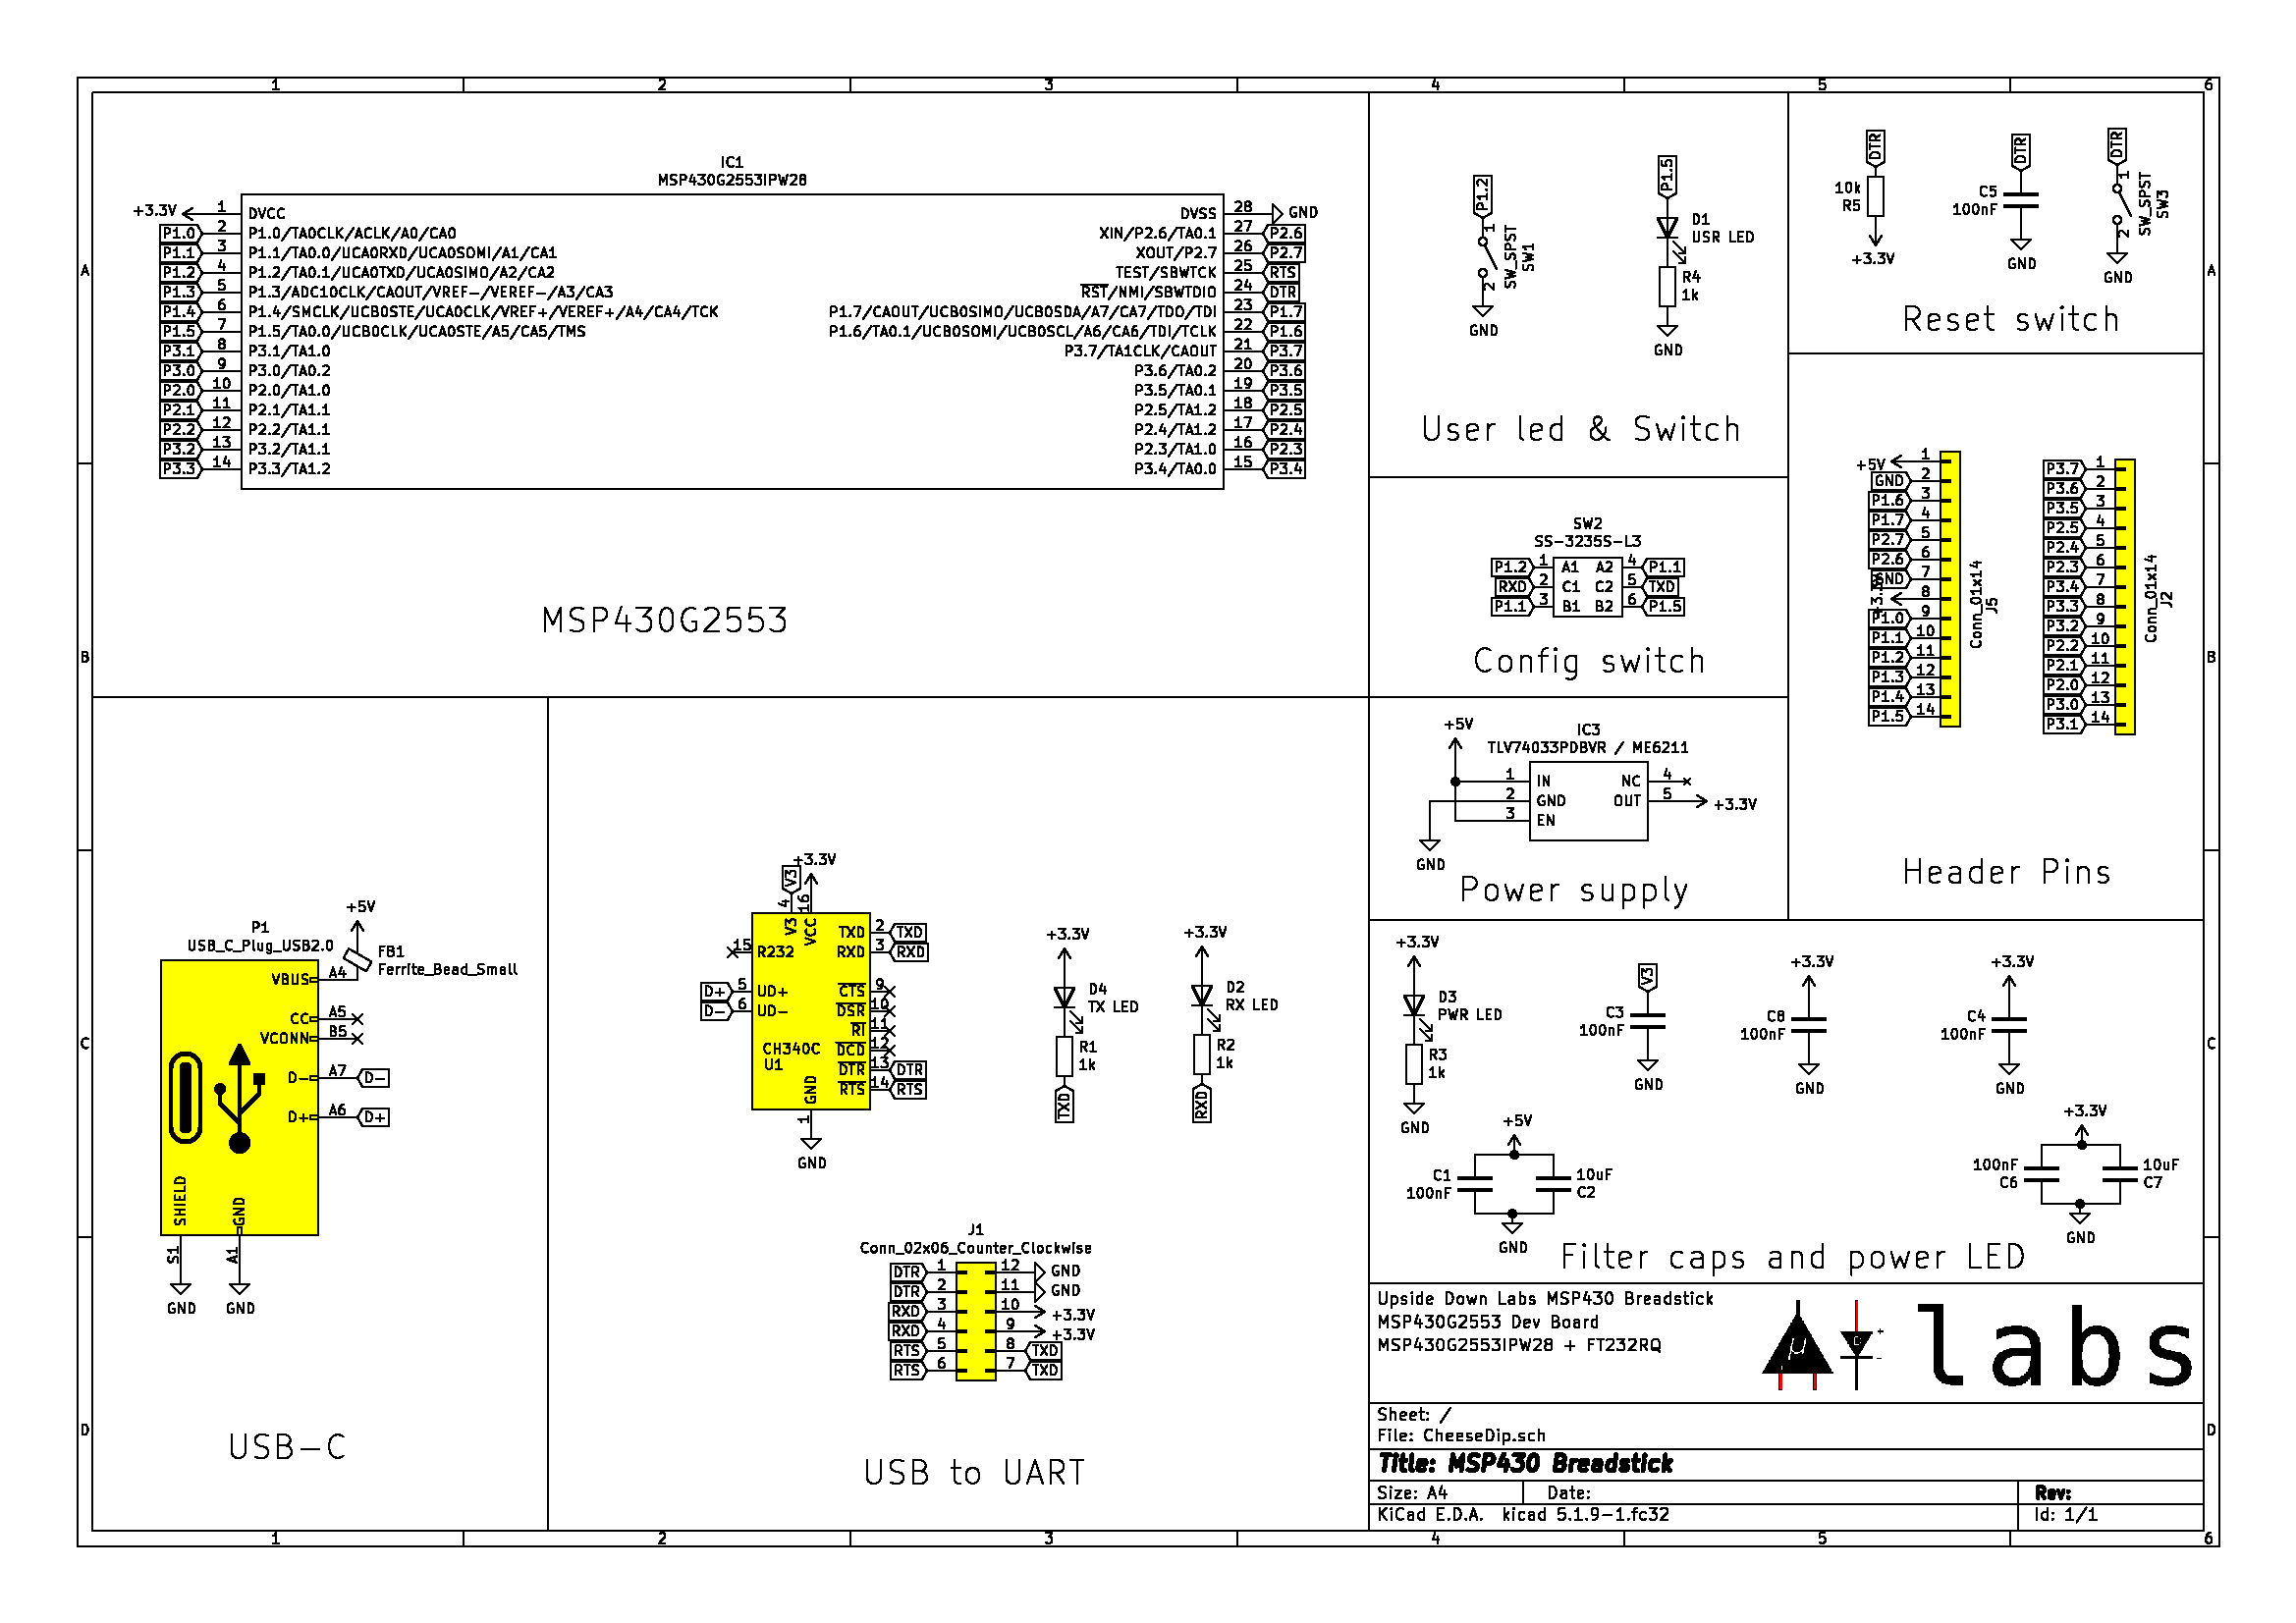 1 2 3 4 5 6
A
B
C
D
IC1
MSP430G2553IPW28
+3.3V 1 DVCC
P1.0 2 P1.0/TA0CLK/ACLK/A0/CA0
P1.1 3 P1.1/TA0.0/UCA0RXD/UCA0SOMI/A1/CA1
P1.2 4 P1.2/TA0.1/UCA0TXD/UCA0SIMO/A2/CA2
P1.3 5 P1.3/ADC10CLK/CAOUT/VREF-/VEREF-/A3/CA3
P1.4 6 P1.4/SMCLK/UCB0STE/UCA0CLK/VREF+/VEREF+/A4/CA4/TCK
P1.5 7 P1.5/TA0.0/UCB0CLK/UCA0STE/A5/CA5/TMS
P3.1 8 P3.1/TA1.0
P3.0 9 P3.0/TA0.2
P2.0 10 P2.0/TA1.0
P2.1 11 P2.1/TA1.1
P2.2 12 P2.2/TA1.1
P3.2 13 P3.2/TA1.1
P3.3 14 P3.3/TA1.2
DVSS 28 GND
XIN/P2.6/TA0.1 27 P2.6
XOUT/P2.7 26 P2.7
TEST/SBWTCK 25 RTS
RST/NMI/SBWTDIO 24 DTR
P1.7/CAOUT/UCB0SIMO/UCB0SDA/A7/CA7/TDO/TDI 23 P1.7
P1.6/TA0.1/UCB0SOMI/UCB0SCL/A6/CA6/TDI/TCLK 22 P1.6
P3.7/TA1CLK/CAOUT 21 P3.7
P3.6/TA0.2 20 P3.6
P3.5/TA0.1 19 P3.5
P2.5/TA1.2 18 P2.5
P2.4/TA1.2 17 P2.4
P2.3/TA1.0 16 P2.3
P3.4/TA0.0 15 P3.4
MSP430G2553
P1.2
1
SW_SPST
SW1
2
GND
P1.5
D1
USR LED
R4
1k
GND
User led & Switch
DTR
10k
R5
+3.3V
DTR
C5
100nF
GND
DTR
1
SW_SPST
SW3
2
GND
Reset switch
SW2
SS-3235S-L3
P1.2 1 A1 A2 4 P1.1
RXD 2 C1 C2 5 TXD
P1.1 3 B1 B2 6 P1.5
Config switch
+5V 1
GND 2
P1.6 3
P1.7 4
P2.7 5
P2.6 6
GND 7
+3.3V 8
P1.0 9
P1.1 10
P1.2 11
P1.3 12
P1.4 13
P1.5 14
Conn_01x14
J5
P3.7 1
P3.6 2
P3.5 3
P2.5 4
P2.4 5
P2.3 6
P3.4 7
P3.3 8
P3.2 9
P2.2 10
P2.1 11
P2.0 12
P3.0 13
P3.1 14
Conn_01x14
J2
Header Pins
+5V
IC3
TLV74033PDBVR / ME6211
1 IN NC 4
2 GND OUT 5 +3.3V
3 EN
GND
Power supply
+5V
P1
USB_C_Plug_USB2.0
FB1
Ferrite_Bead_Small
VBUS A4
CC A5
VCONN B5
D- A7 D-
D+ A6 D+
SHIELD
GND
S1
A1
GND
GND
USB-C
+3.3V
V3
4
16
V3
VCC
TXD 2 TXD
15 R232 RXD 3 RXD
D+ 5 UD+ CTS 9
D- 6 UD- DSR 10
RI 11
CH340C DCD 12
U1 DTR 13 DTR
GND RTS 14 RTS
1
GND
+3.3V
D4
TX LED
R1
1k
TXD
+3.3V
D2
RX LED
R2
1k
RXD
J1
Conn_02x06_Counter_Clockwise
DTR 1 12 GND
DTR 2 11 GND
RXD 3 10 +3.3V
RXD 4 9 +3.3V
RTS 5 8 TXD
RTS 6 7 TXD
USB to UART
+3.3V
D3
PWR LED
R3
1k
GND
V3
C3
100nF
GND
+3.3V
C8
100nF
GND
+3.3V
C4
100nF
GND
+5V
C1
100nF
10uF
C2
GND
+3.3V
100nF
C6
10uF
C7
GND
Filter caps and power LED
Upside Down Labs MSP430 Breadstick
MSP430G2553 Dev Board
MSP430G2553IPW28 + FT232RQ
μ C + - labs
Sheet: /
File: CheeseDip.sch
Title: MSP430 Breadstick
Size: A4 Date: Rev:
KiCad E.D.A. kicad 5.1.9-1.fc32 Id: 1/1
A
B
C
D
1 2 3 4 5 6